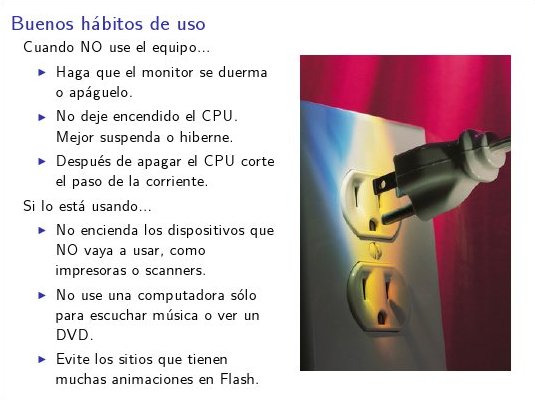 Buenos hábitos de uso
Cuando NO use el equipo...
Haga que el monitor se duerma
o apáguelo.
No deje encendido el CPU.
Mejor suspenda o hiberne.
Después de apagar el CPU corte
el paso de la corriente.
Si lo está usando...
No encienda los dispositivos que
NO vaya a usar, como
impresoras o scanners.
No use una computadora sólo
para escuchar música o ver un
DVD.
Evite los sitios que tienen
muchas animaciones en Flash.